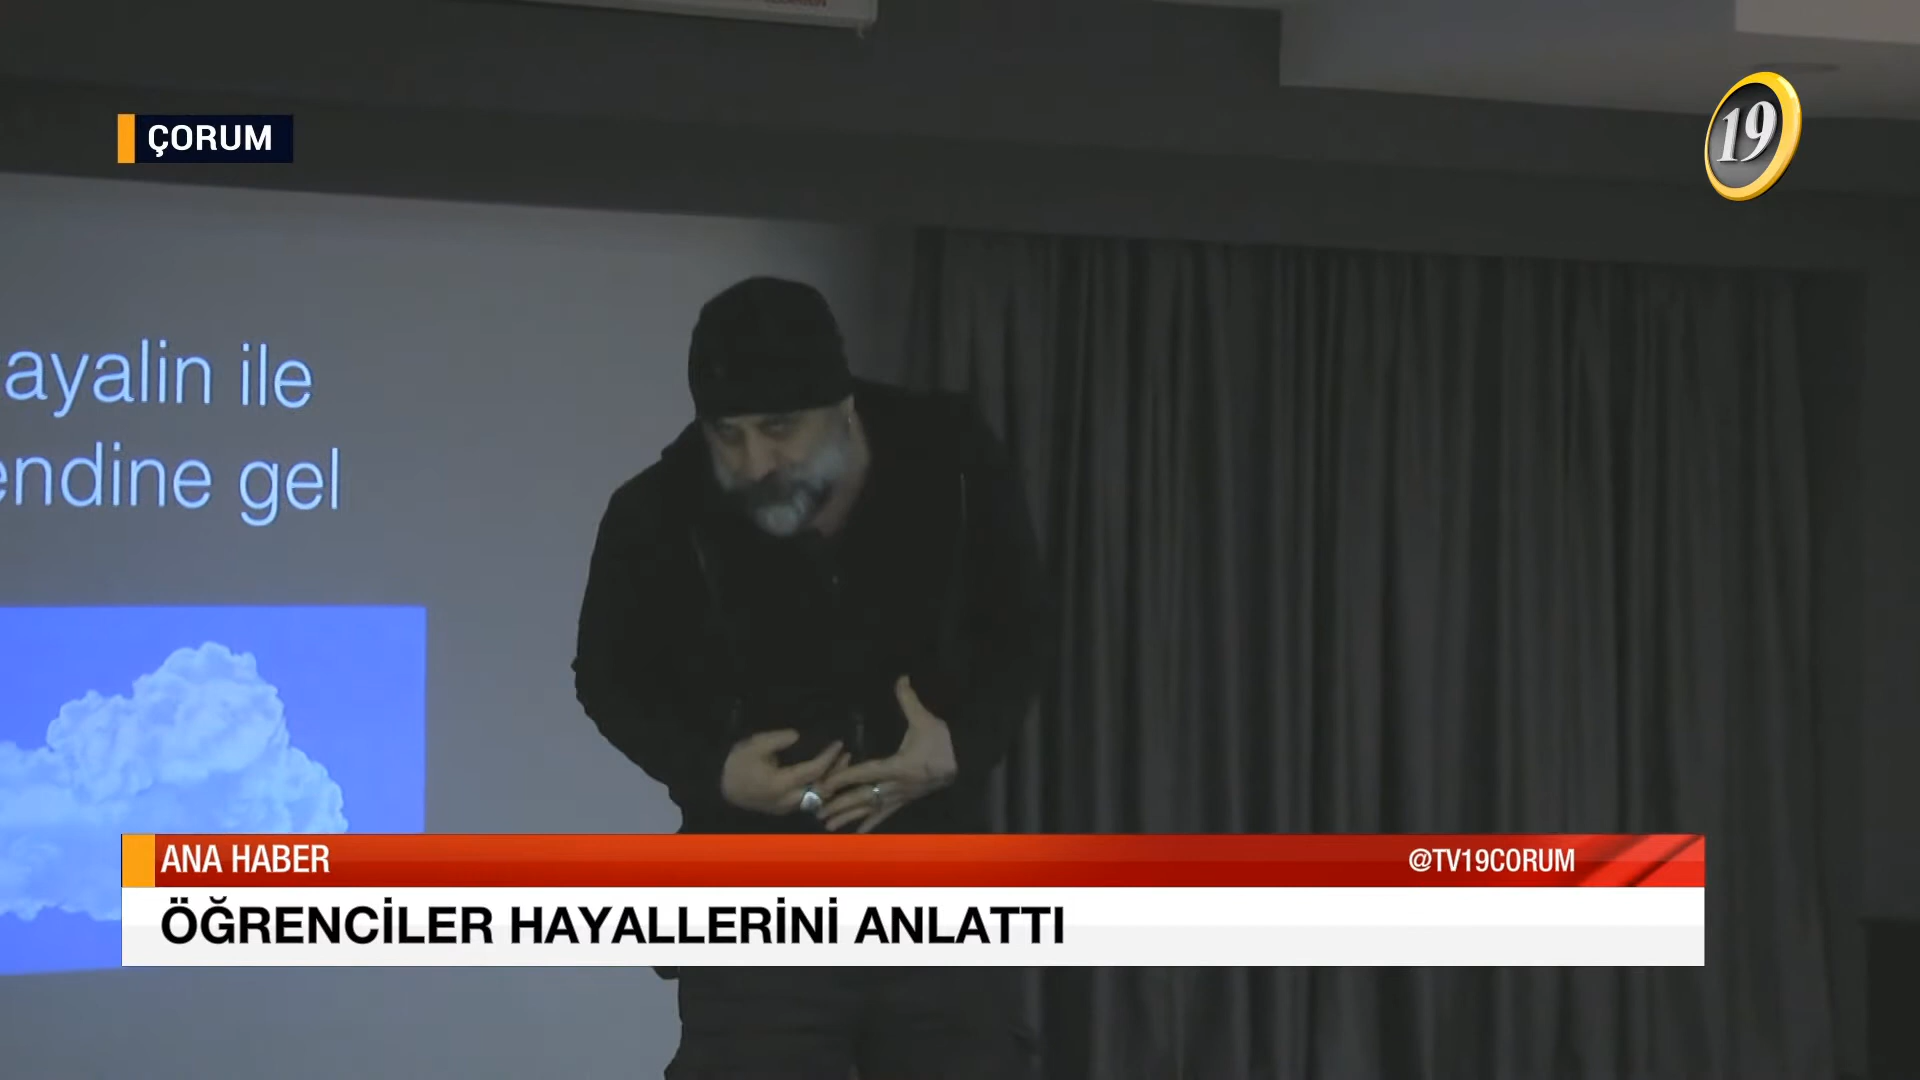 ÇORUM
19
ayalin ile
endine gel
ANA HABER
@TV19CORUM
ÖĞRENCİLER HAYALLERİNİ ANLATTI